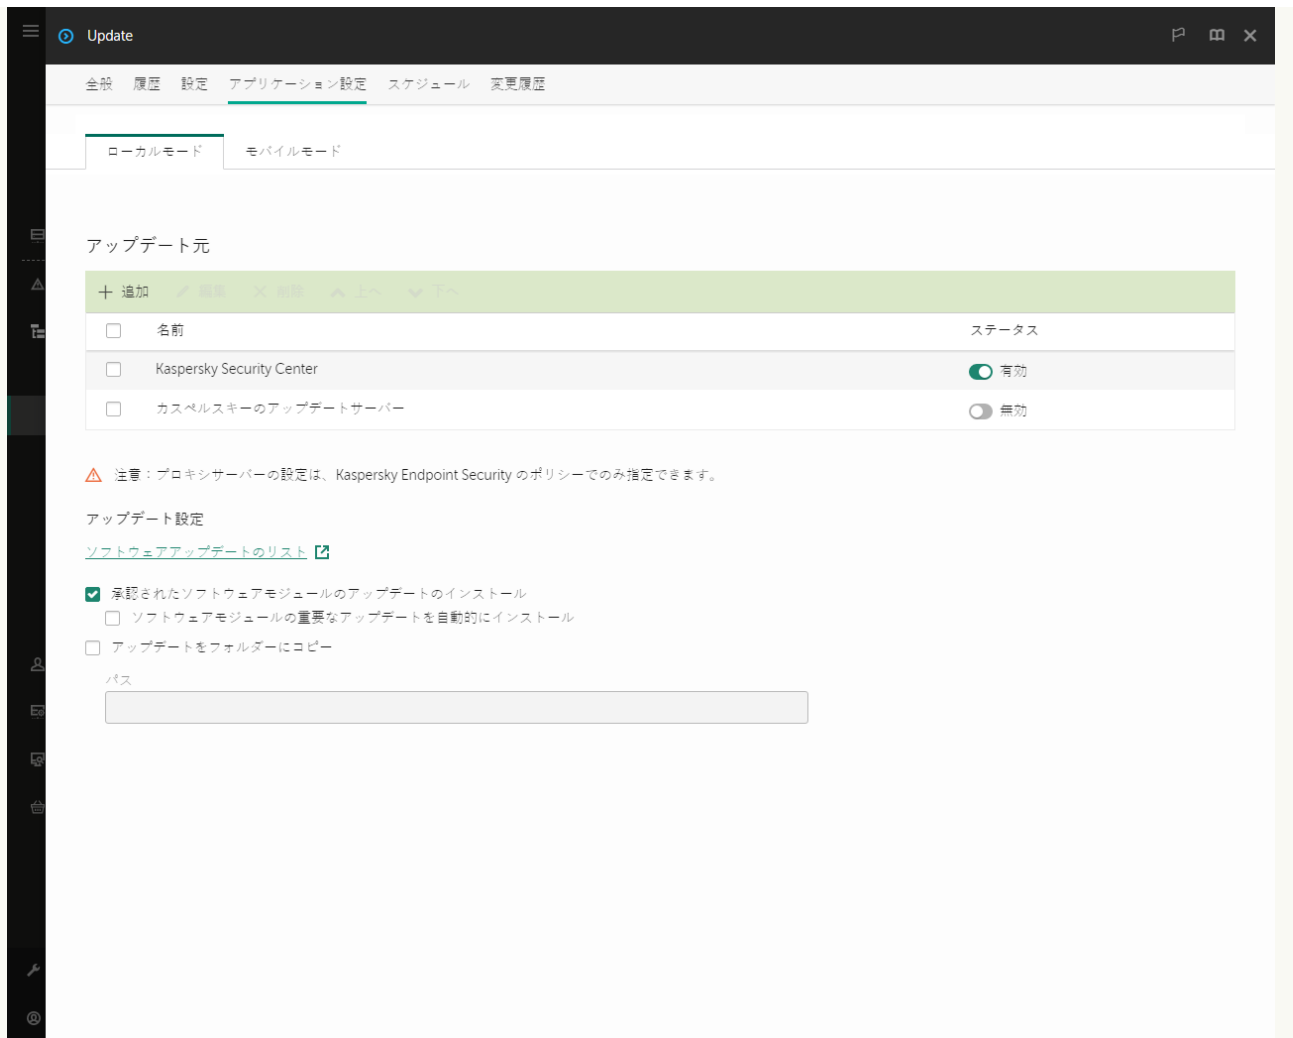 Update
全般 履歴 設定 アプリケーション設定 スケジュール 変更履歴
ローカルモード モバイルモード
アップデート元
追加 編集 削除 上へ 下へ
名前 ステータス
Kaspersky Security Center 有効
カスペルスキーのアップデートサーバー 無効
注意：プロキシサーバーの設定は、Kaspersky Endpoint Security のポリシーでのみ指定できます。
アップデート設定
ソフトウェアアップデートのリスト
承認されたソフトウェアモジュールのアップデートのインストール
ソフトウェアモジュールの重要なアップデートを自動的にインストール
アップデートをフォルダーにコピー
パス